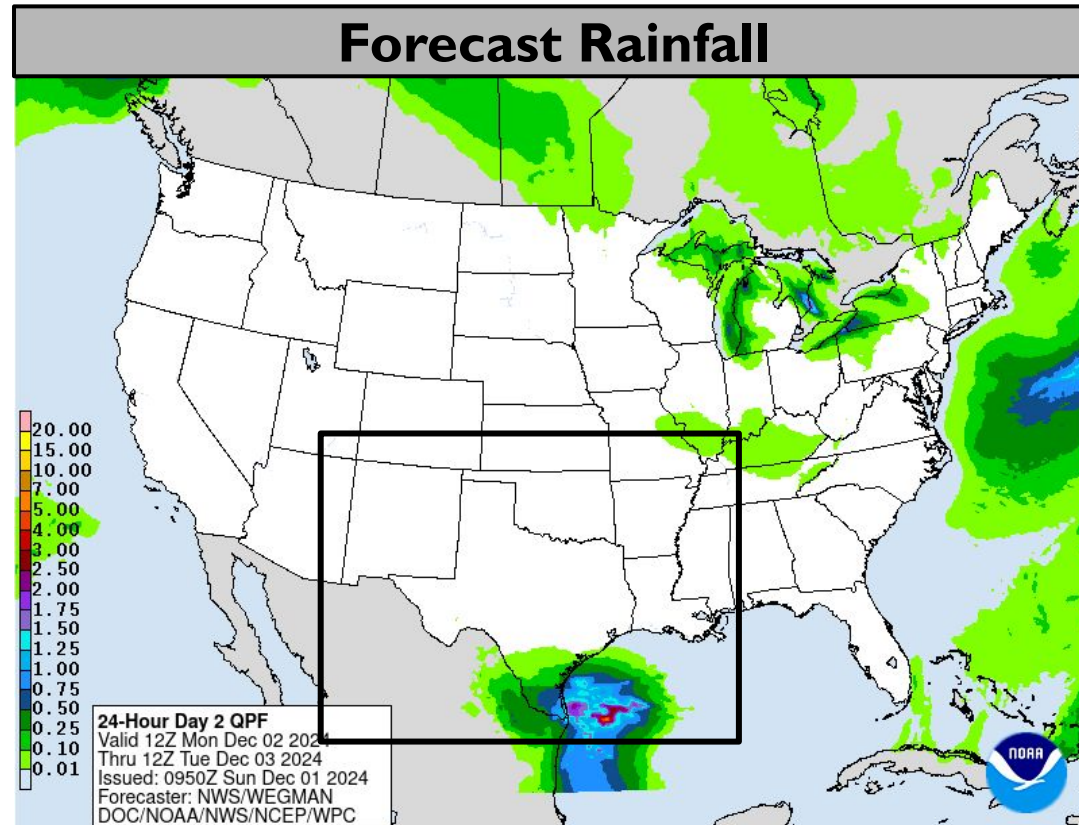 Forecast Rainfall
20.00
15.00
10.00
7.00
5.00
4.00
3.00
2.50
2.00
1.75
1.50
1.25
1.00
0.75
0.50
0.25
0.10
0.01
24-Hour Day 2 QPF
Valid 12Z Mon Dec 02 2024
Thru 12Z Tue Dec 03 2024
Issued: 0950Z Sun Dec 01 2024
Forecaster: NWS/WEGMAN
DOC/NOAA/NWS/NCEP/WPC
NOAA